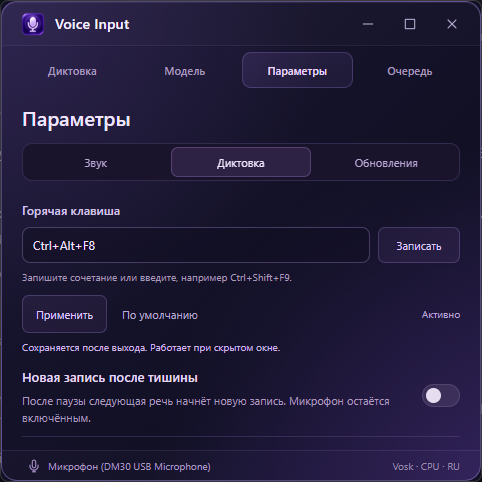 Voice Input
Диктовка Модель Параметры Очередь
Параметры
Звук Диктовка Обновления
Горячая клавиша
Ctrl+Alt+F8 Записать
Запишите сочетание или введите, например Ctrl+Shift+F9.
Применить По умолчанию Активно
Сохраняется после выхода. Работает при скрытом окне.
Новая запись после тишины
После паузы следующая речь начнёт новую запись. Микрофон остаётся
включённым.
Микрофон (DM30 USB Microphone) Vosk · CPU · RU